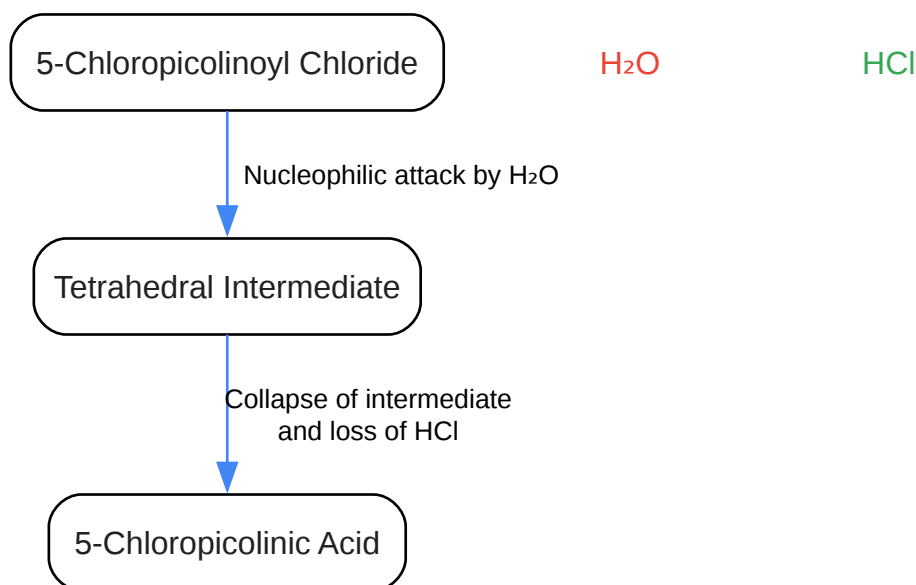 5-Chloropicolinoyl Chloride
H₂O
HCl
Nucleophilic attack by H₂O
Tetrahedral Intermediate
Collapse of intermediate
and loss of HCl
5-Chloropicolinic Acid